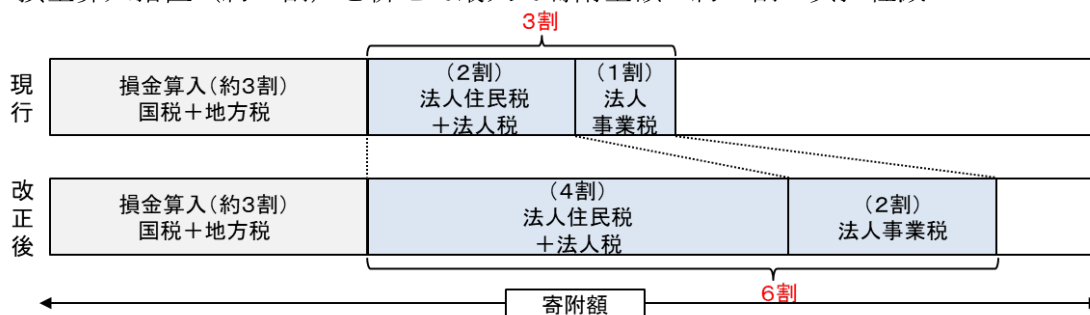 3割
現行
損金算入(約3割)
国税+地方税
(2割)
法人住民税
+法人税
(1割)
法人
事業税
改正後
損金算入(約3割)
国税+地方税
(4割)
法人住民税
+法人税
(2割)
法人事業税
6割
寄附額